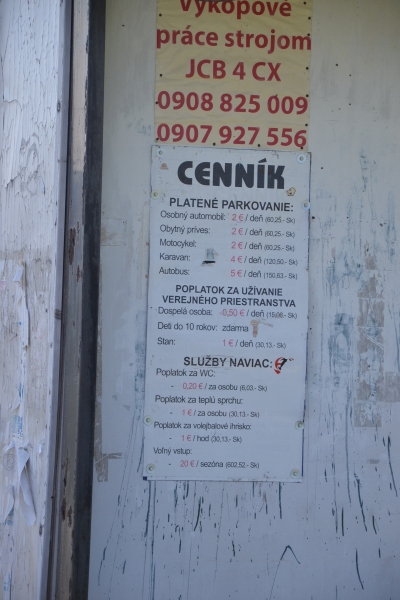 Výkopové
práce strojom
JCB 4 CX
0908 825 009
0907 927 556
CENNÍK
PLATENÉ PARKOVANIE:
Osobný automobil: 2 € / deň (60,25.- Sk)
Obytný príves: 2 € / deň (60,25.- Sk)
Motocykel: 2 € / deň (60,25.- Sk)
Karavan: 4 € / deň (120,50.- Sk)
Autobus: 5 € / deň (150,63.- Sk)
POPLATOK ZA UŽÍVANIE
VEREJNÉHO PRIESTRANSTVA
Dospelá osoba: 0,50 € / deň (15,06.- Sk)
Deti do 10 rokov: zdarma
Stan: 1 € / deň (30,13.- Sk)
SLUŽBY NAVIAC:
Poplatok za WC:
- 0,20 € / za osobu (6,03.- Sk)
Poplatok za teplú sprchu:
- 1 € / za osobu (30,13.- Sk)
Poplatok za volejbalové ihrisko:
- 1 € / hod (30,13.- Sk)
Voľný vstup:
- 20 € / sezóna (602,52.- Sk)